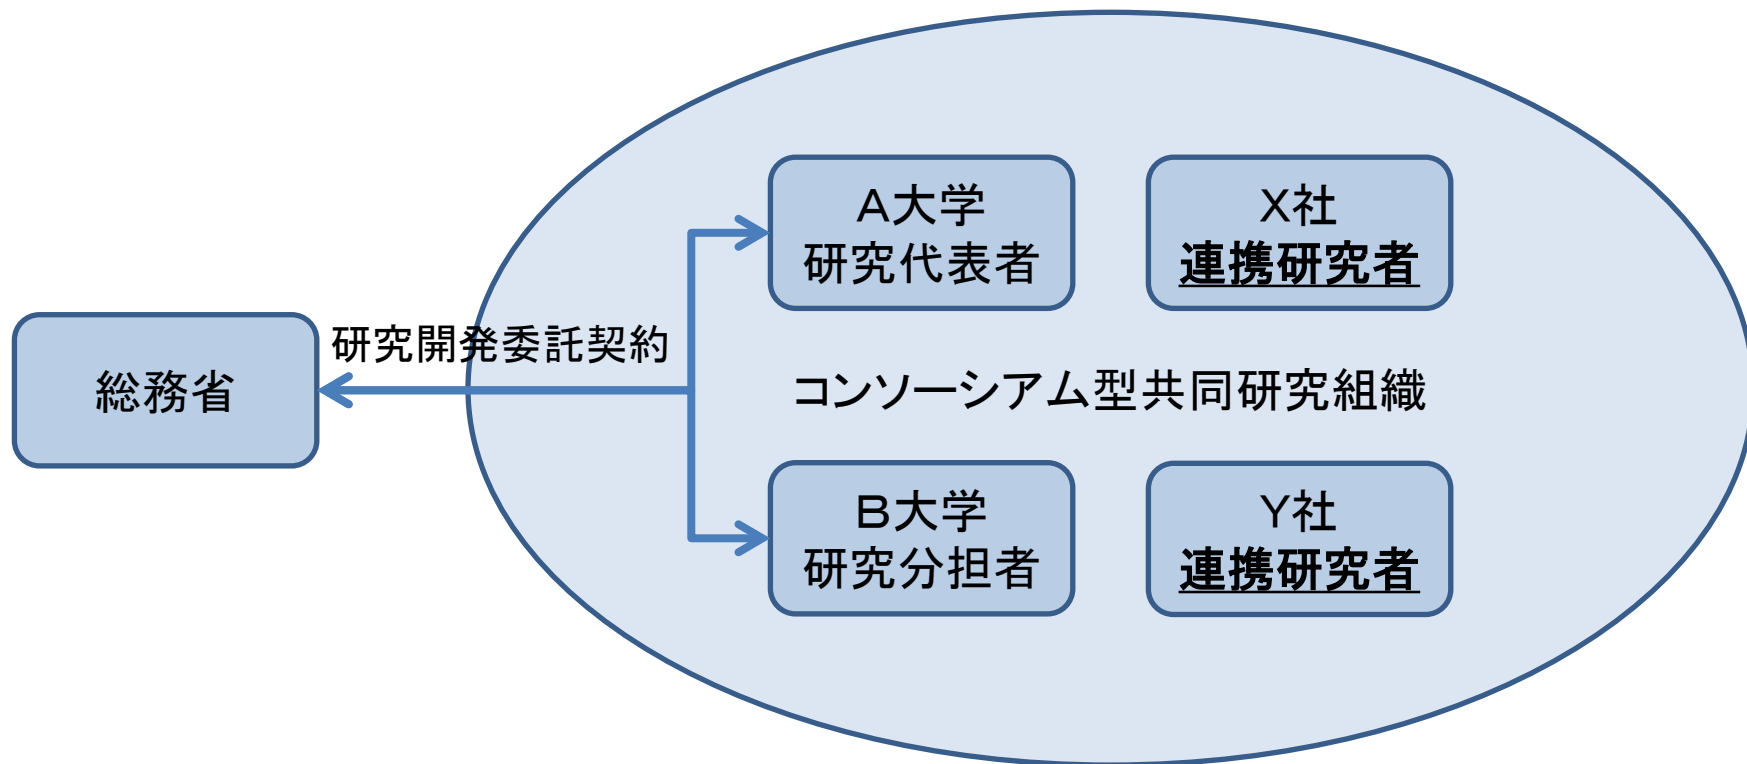 総務省
研究開発委託契約
A大学
研究代表者
X社
連携研究者
コンソーシアム型共同研究組織
B大学
研究分担者
Y社
連携研究者